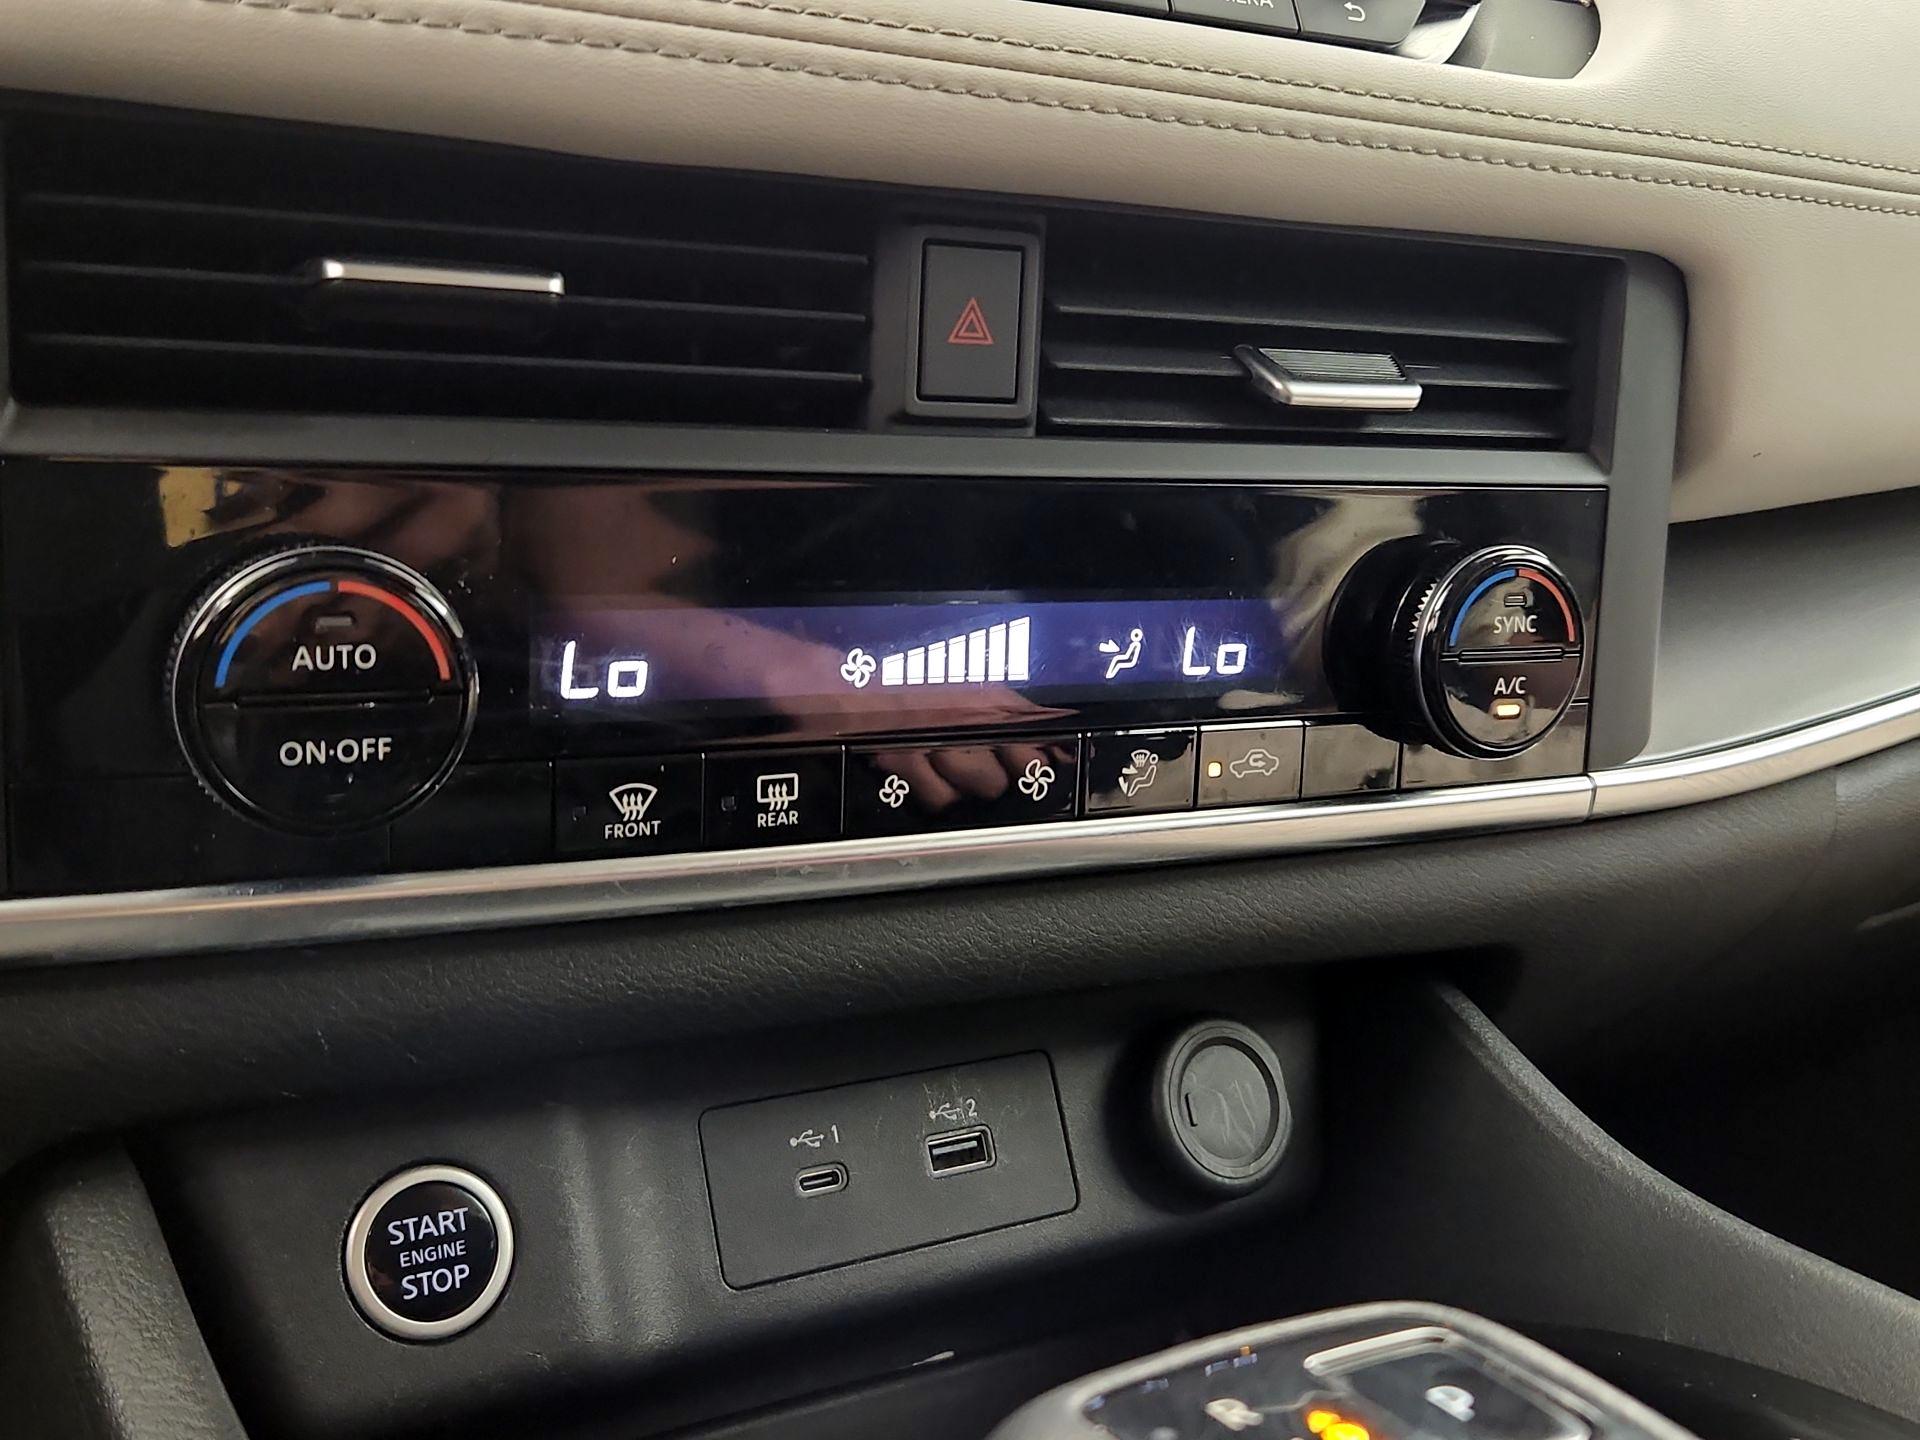 AUTO
ON·OFF
Lo
Lo
SYNC
A/C
FRONT
REAR
1
2
START
ENGINE
STOP
R
P